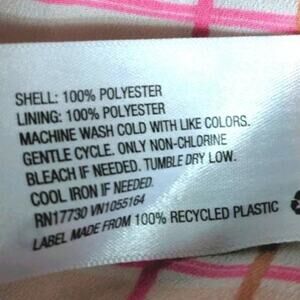 SHELL: 100% POLYESTER
LINING: 100% POLYESTER
MACHINE WASH COLD WITH LIKE COLORS.
GENTLE CYCLE. ONLY NON-CHLORINE
BLEACH IF NEEDED. TUMBLE DRY LOW.
COOL IRON IF NEEDED.
RN17730 VN1055164
LABEL MADE FROM 100% RECYCLED PLASTIC